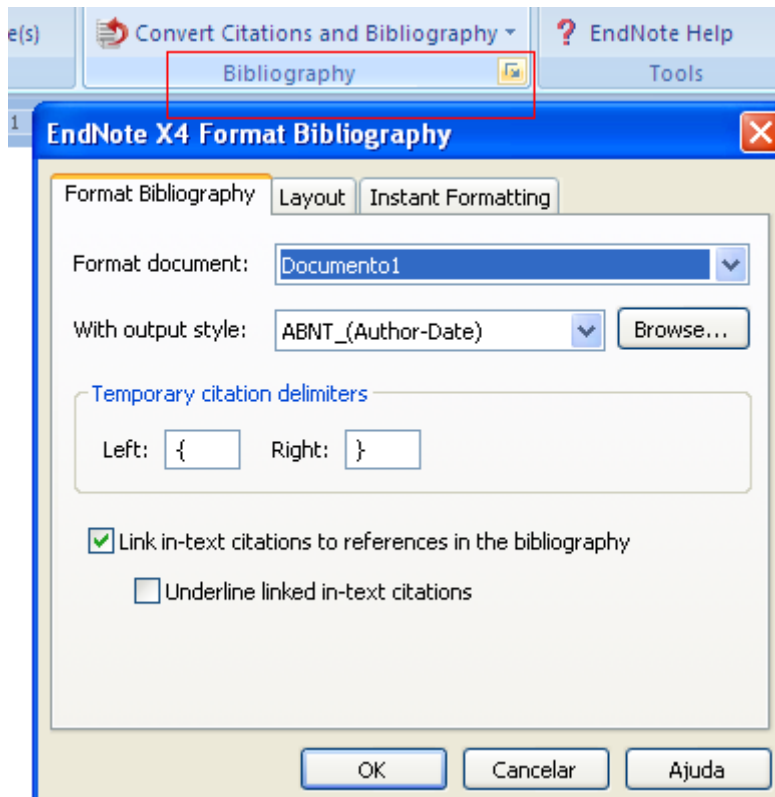 e(s)
Convert Citations and Bibliography
? EndNote Help
Bibliography
Tools
1
EndNote X4 Format Bibliography
Format Bibliography
Layout
Instant Formatting
Format document:
Documento1
With output style:
ABNT_(Author-Date)
Browse...
Temporary citation delimiters
Left: {
Right: }
Link in-text citations to references in the bibliography
Underline linked in-text citations
OK
Cancelar
Ajuda